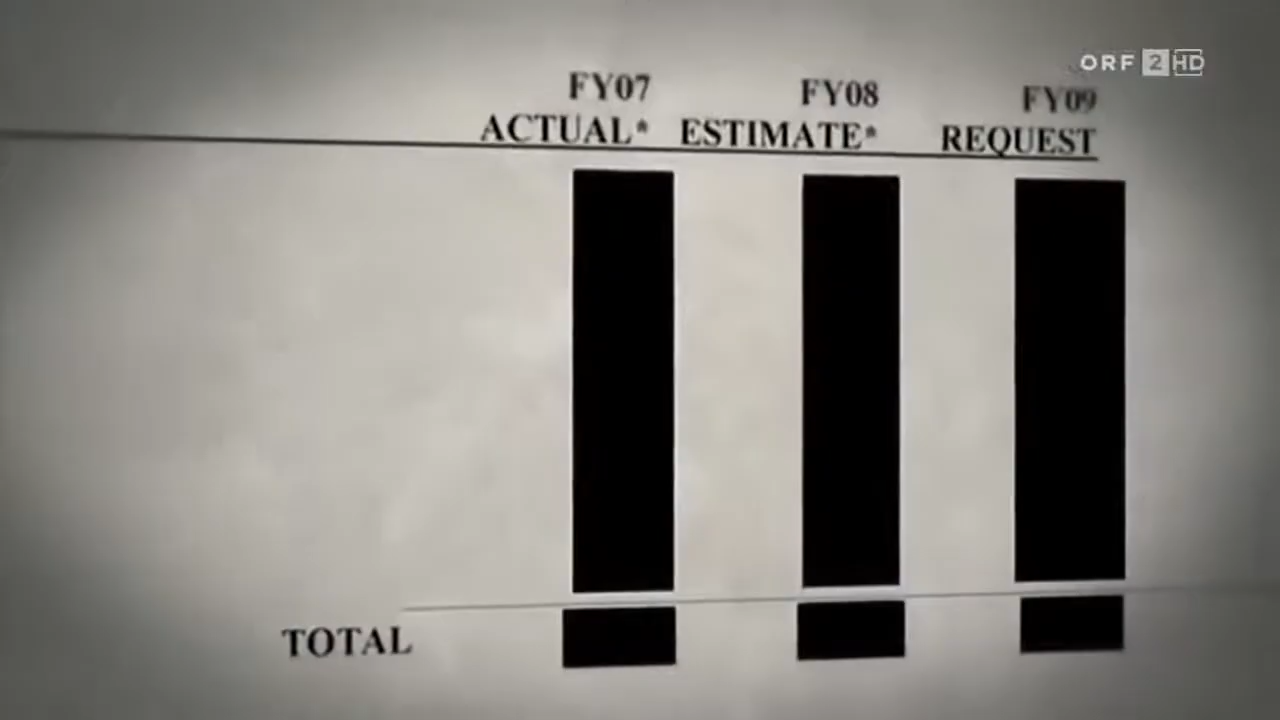 ORF 2 HD
FY07 FY08 FY09
ACTUAL* ESTIMATE* REQUEST
TOTAL